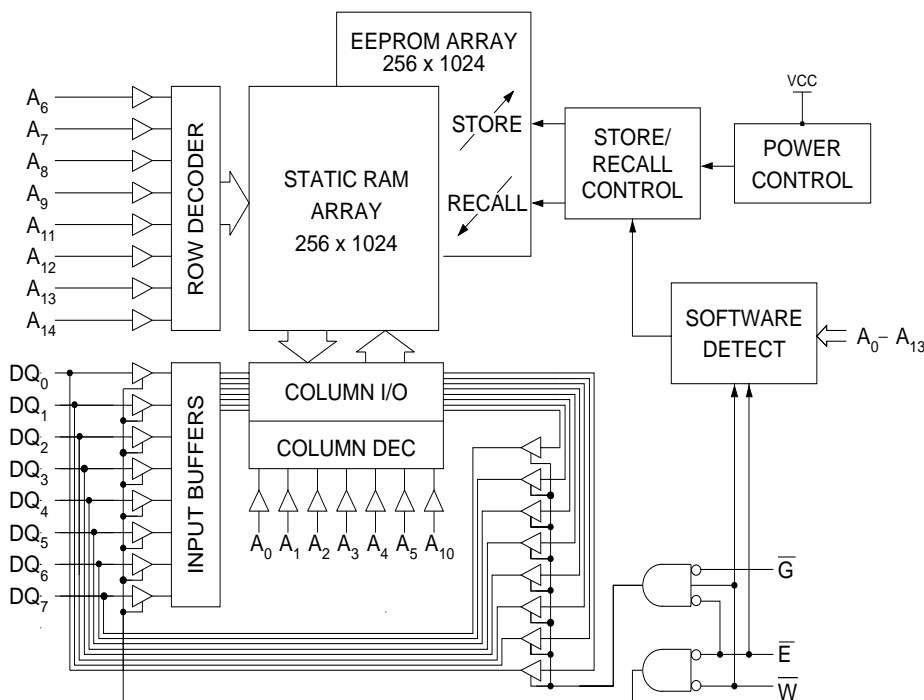 EEPROM ARRAY
256 x 1024
VCC
A6
A7
A8
A9
A11
A12
A13
A14
ROW DECODER
STATIC RAM
ARRAY
256 x 1024
STORE
RECALL
STORE/
RECALL
CONTROL
POWER
CONTROL
SOFTWARE
DETECT
A0 – A13
DQ0
DQ1
DQ2
DQ3
DQ4
DQ5
DQ6
DQ7
INPUT BUFFERS
COLUMN I/O
COLUMN DEC
A0 A1 A2 A3 A4 A5 A10
G̅
E̅
W̅